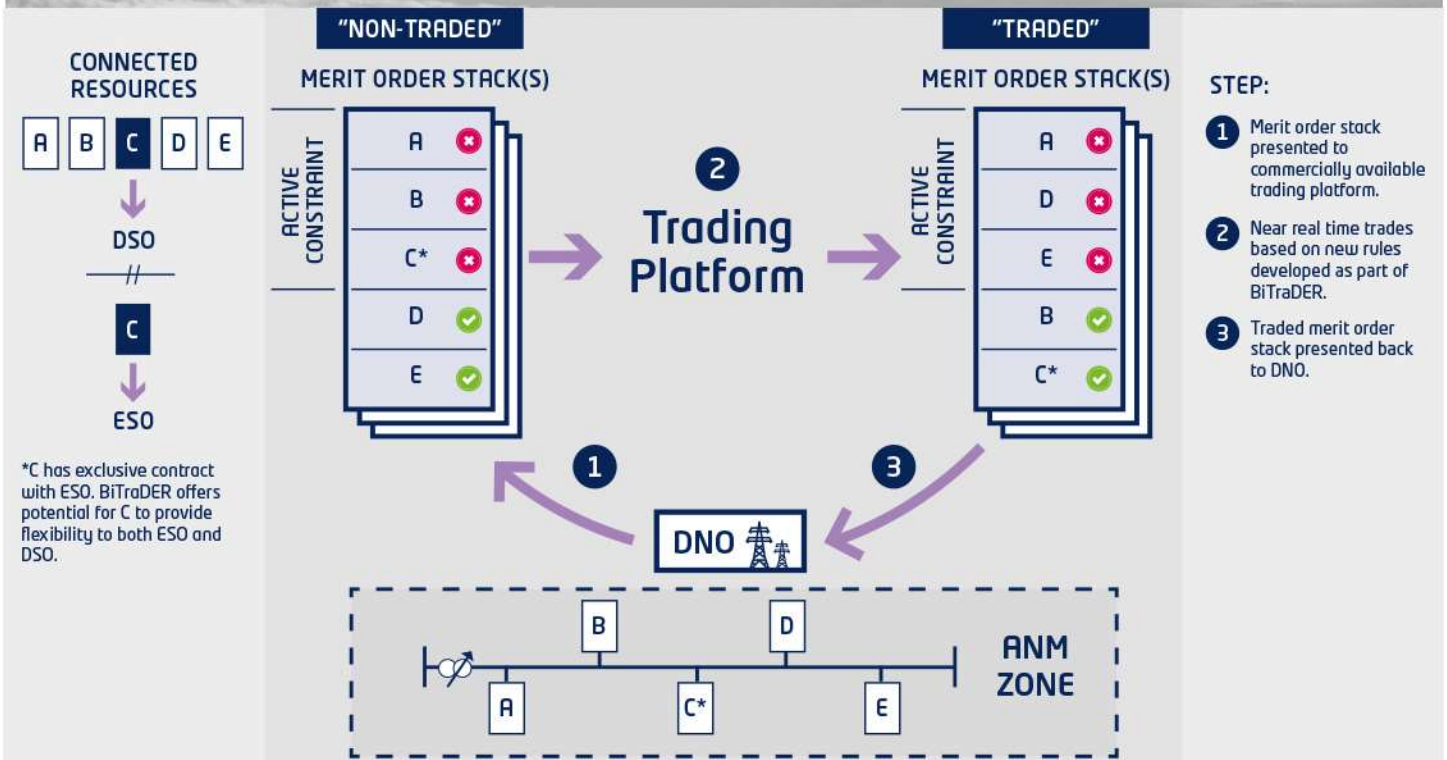 CONNECTED
RESOURCES
A B C D E
DSO
C
ESO
*C has exclusive contract
with ESO. BiTraDER offers
potential for C to provide
flexibility to both ESO and
DSO.
"NON-TRADED"
MERIT ORDER STACK(S)
ACTIVE
CONSTRAINT
A
B
C*
D
E
2
Trading
Platform
"TRADED"
MERIT ORDER STACK(S)
ACTIVE
CONSTRAINT
A
D
E
B
C*
1
3
DNO
B D
A C* E
ANM
ZONE
STEP:
1 Merit order stack
presented to
commercially available
trading platform.
2 Near real time trades
based on new rules
developed as part of
BiTraDER.
3 Traded merit order
stack presented back
to DNO.